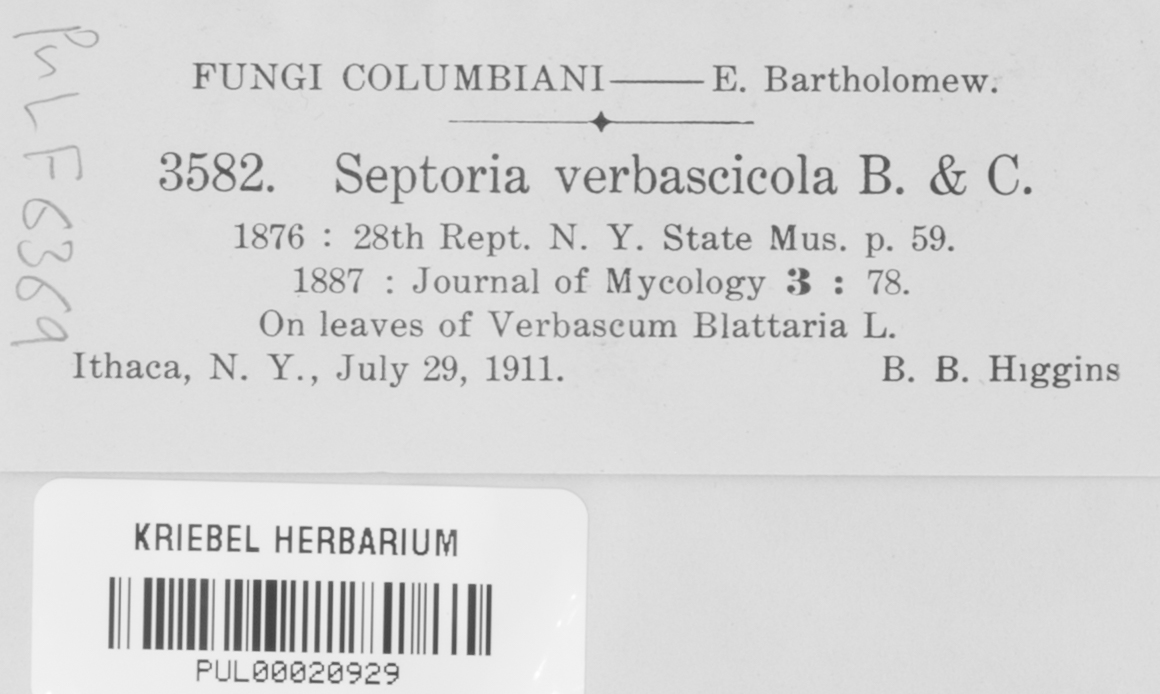 FUNGI COLUMBIANI——E. Bartholomew.
3582. Septoria verbascicola B. & C.
1876 : 28th Rept. N. Y. State Mus. p. 59.
1887 : Journal of Mycology 3 : 78.
On leaves of Verbascum Blattaria L.
Ithaca, N. Y., July 29, 1911. B. B. Higgins
PUL F6369
KRIEBEL HERBARIUM
PUL00020929